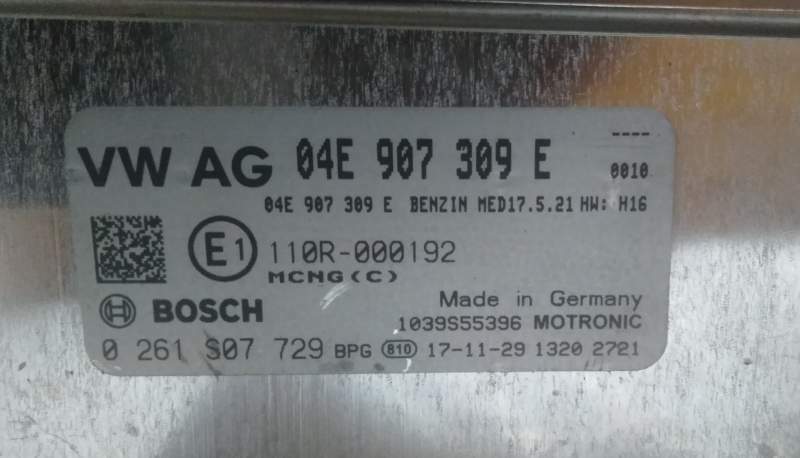 ----
VW AG 04E 907 309 E 0010
04E 907 309 E BENZIN MED17.5.21 HW: H16
E1 110R-000192
MCNG(C)
BOSCH Made in Germany
1039S55396 MOTRONIC
0 261 S07 729 BPG 810 17-11-29 1320 2721